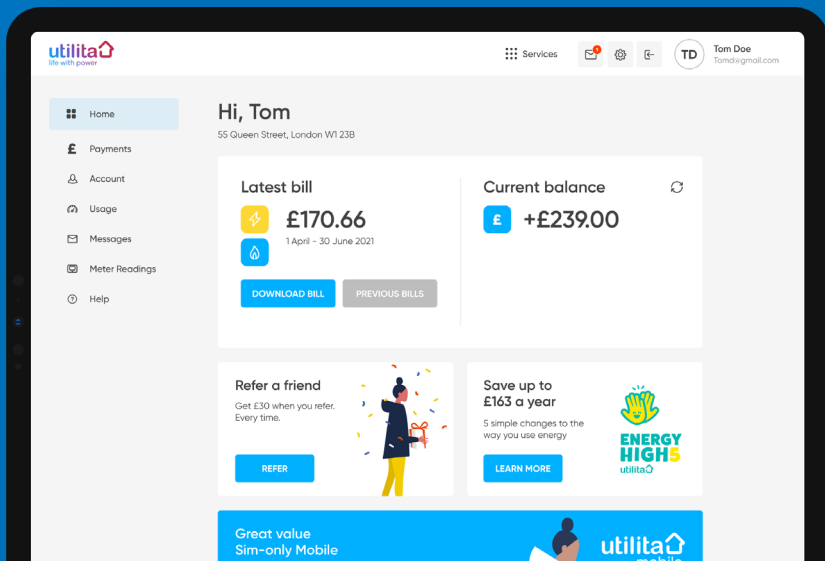 utilita
life with power
Services
1
TD
Tom Doe
Tomd@gmail.com
Home
£
Payments
Account
Usage
Messages
Meter Readings
? Help
Hi, Tom
55 Queen Street, London W1 23B
Latest bill
£170.66
1 April - 30 June 2021
DOWNLOAD BILL
PREVIOUS BILLS
Current balance
£
+£239.00
Refer a friend
Get £30 when you refer.
Every time.
REFER
Save up to
£163 a year
5 simple changes to the
way you use energy
LEARN MORE
ENERGY
HIGH5
utilita
Great value
Sim-only Mobile
utilita
mobile